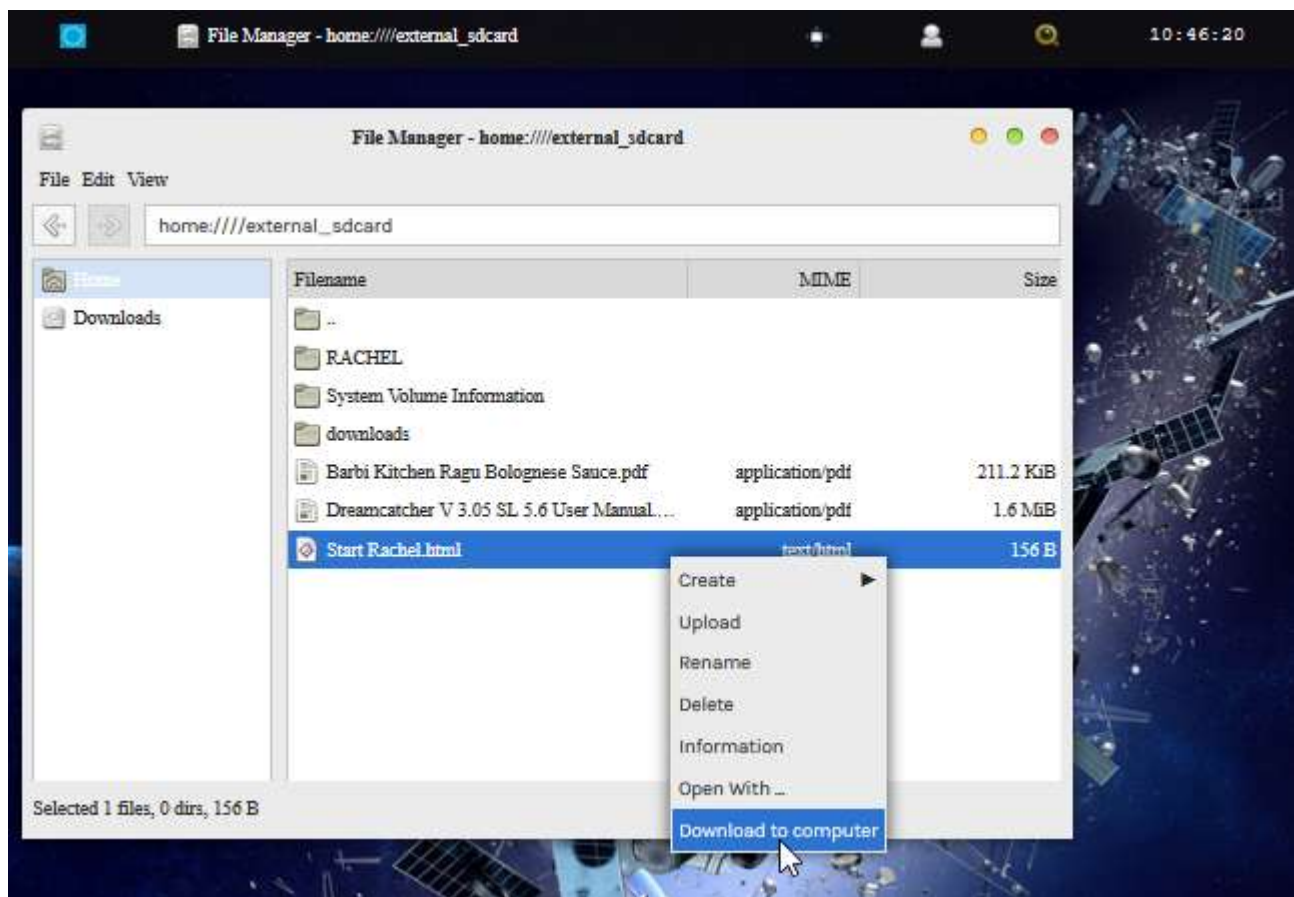 File Manager - home:////external_sdcard 10:46:20
File Manager - home:////external_sdcard
File Edit View
home:////external_sdcard
Home
Downloads
Filename MIME Size
..
RACHEL
System Volume Information
downloads
Barbi Kitchen Ragu Bolognese Sauce.pdf application/pdf 211.2 KiB
Dreamcatcher V 3.05 SL 5.6 User Manual.... application/pdf 1.6 MiB
Start Rachel.html text/html 156 B
Create
Upload
Rename
Delete
Information
Open With ...
Download to computer
Selected 1 files, 0 dirs, 156 B